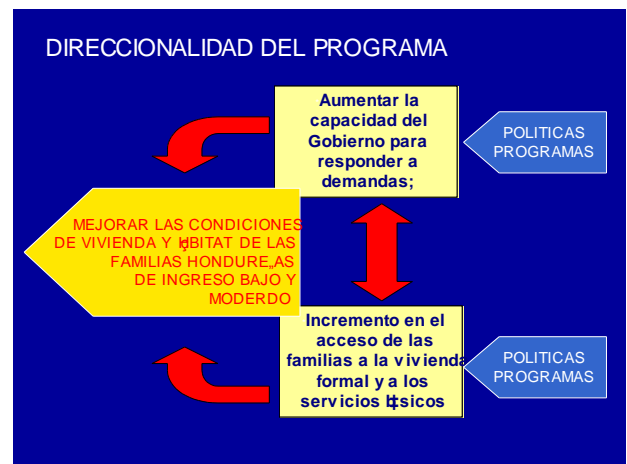 DIRECCIONALIDAD DEL PROGRAMA
Aumentar la
capacidad del
Gobierno para
responder a
demandas;
POLITICAS
PROGRAMAS
MEJORAR LAS CONDICIONES
DE VIVIENDA Y DE LAS
FAMILIAS HONDURE„AS
DE INGRESO BAJO Y
MODERDO
Incremento en el
acceso de las
familias a la vivienda
formal y a los
servicios
POLITICAS
PROGRAMAS